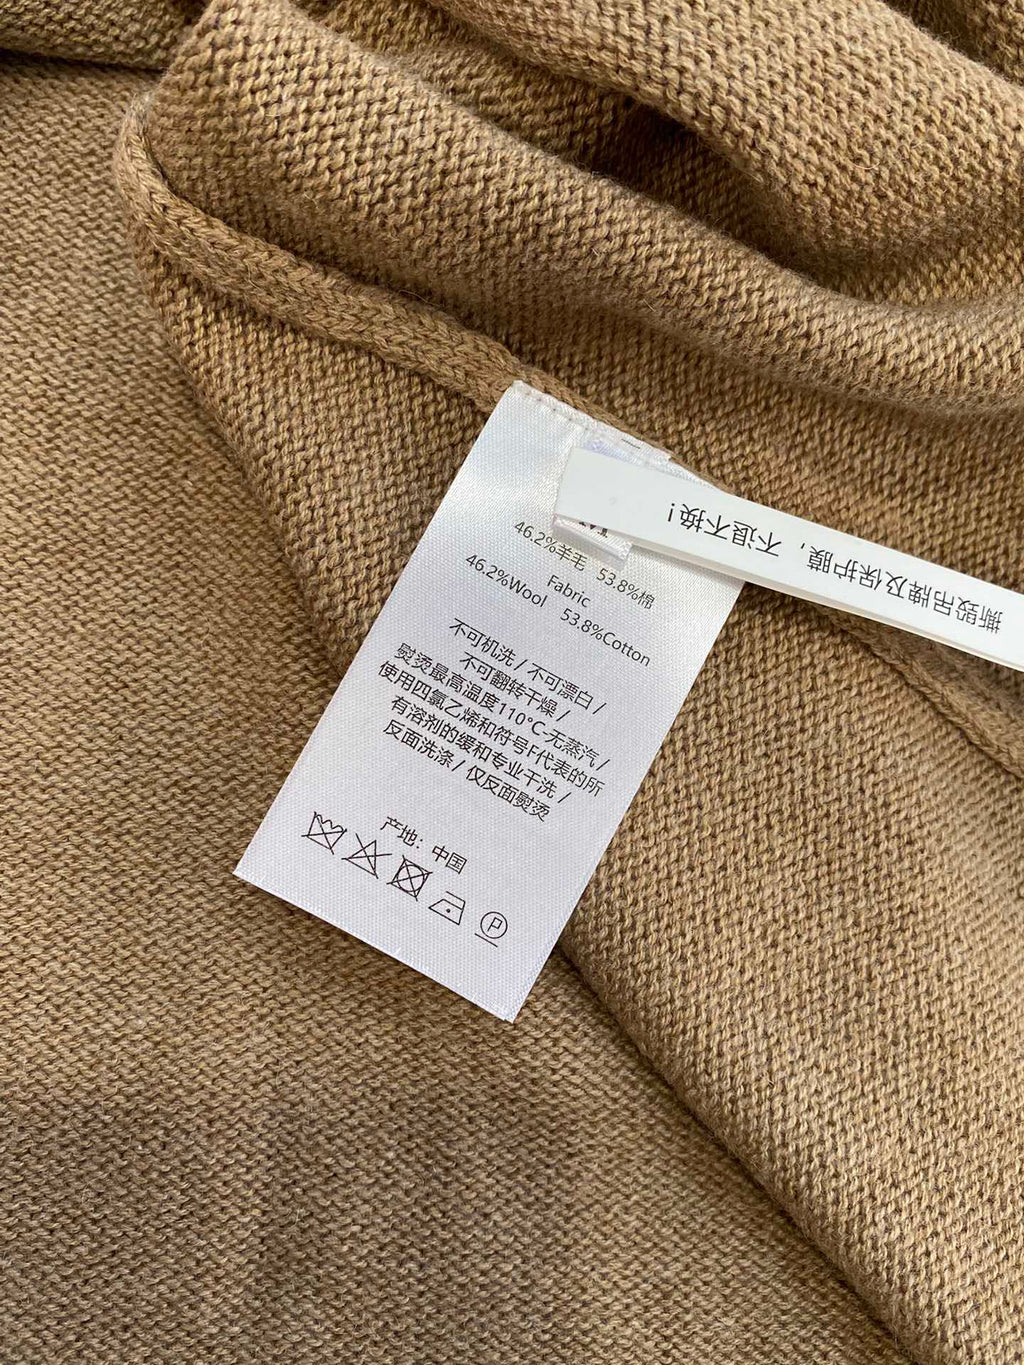 46.2%羊毛 53.8%棉
Fabric
46.2%Wool 53.8%Cotton
不可机洗 / 不可漂白 /
不可翻转干燥 /
熨烫最高温度110°C-无蒸汽 /
使用四氯乙烯和符号F代表的所
有溶剂的缓和专业干洗 /
反面洗涤 / 仅反面熨烫
产地：中国
P
撕毁吊牌及保护膜，不退不换!